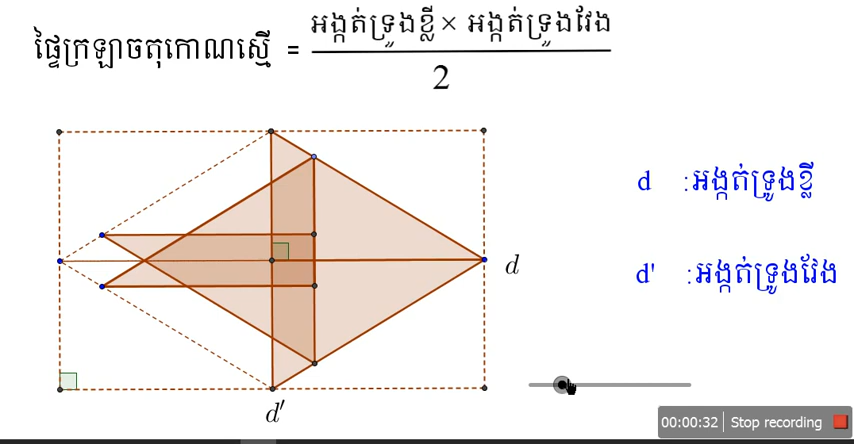 ផ្ទៃក្រឡាចតុកោណស្មើ = អង្កត់ទ្រូងខ្លី × អង្កត់ទ្រូងវែង
2
d :អង្កត់ទ្រូងខ្លី
d
d' :អង្កត់ទ្រូងវែង
d'
00:00:32 Stop recording